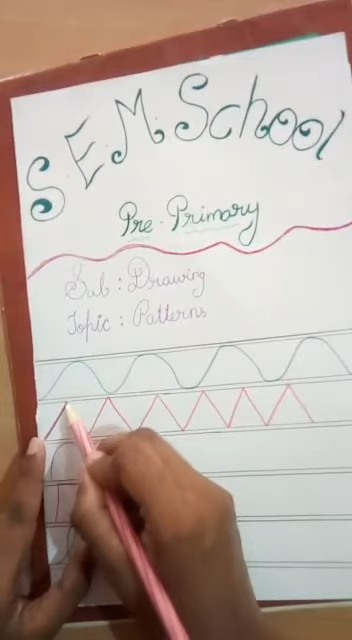 S.E.M. School
Pre-Primary
Sub : Drawing
Topic : Patterns